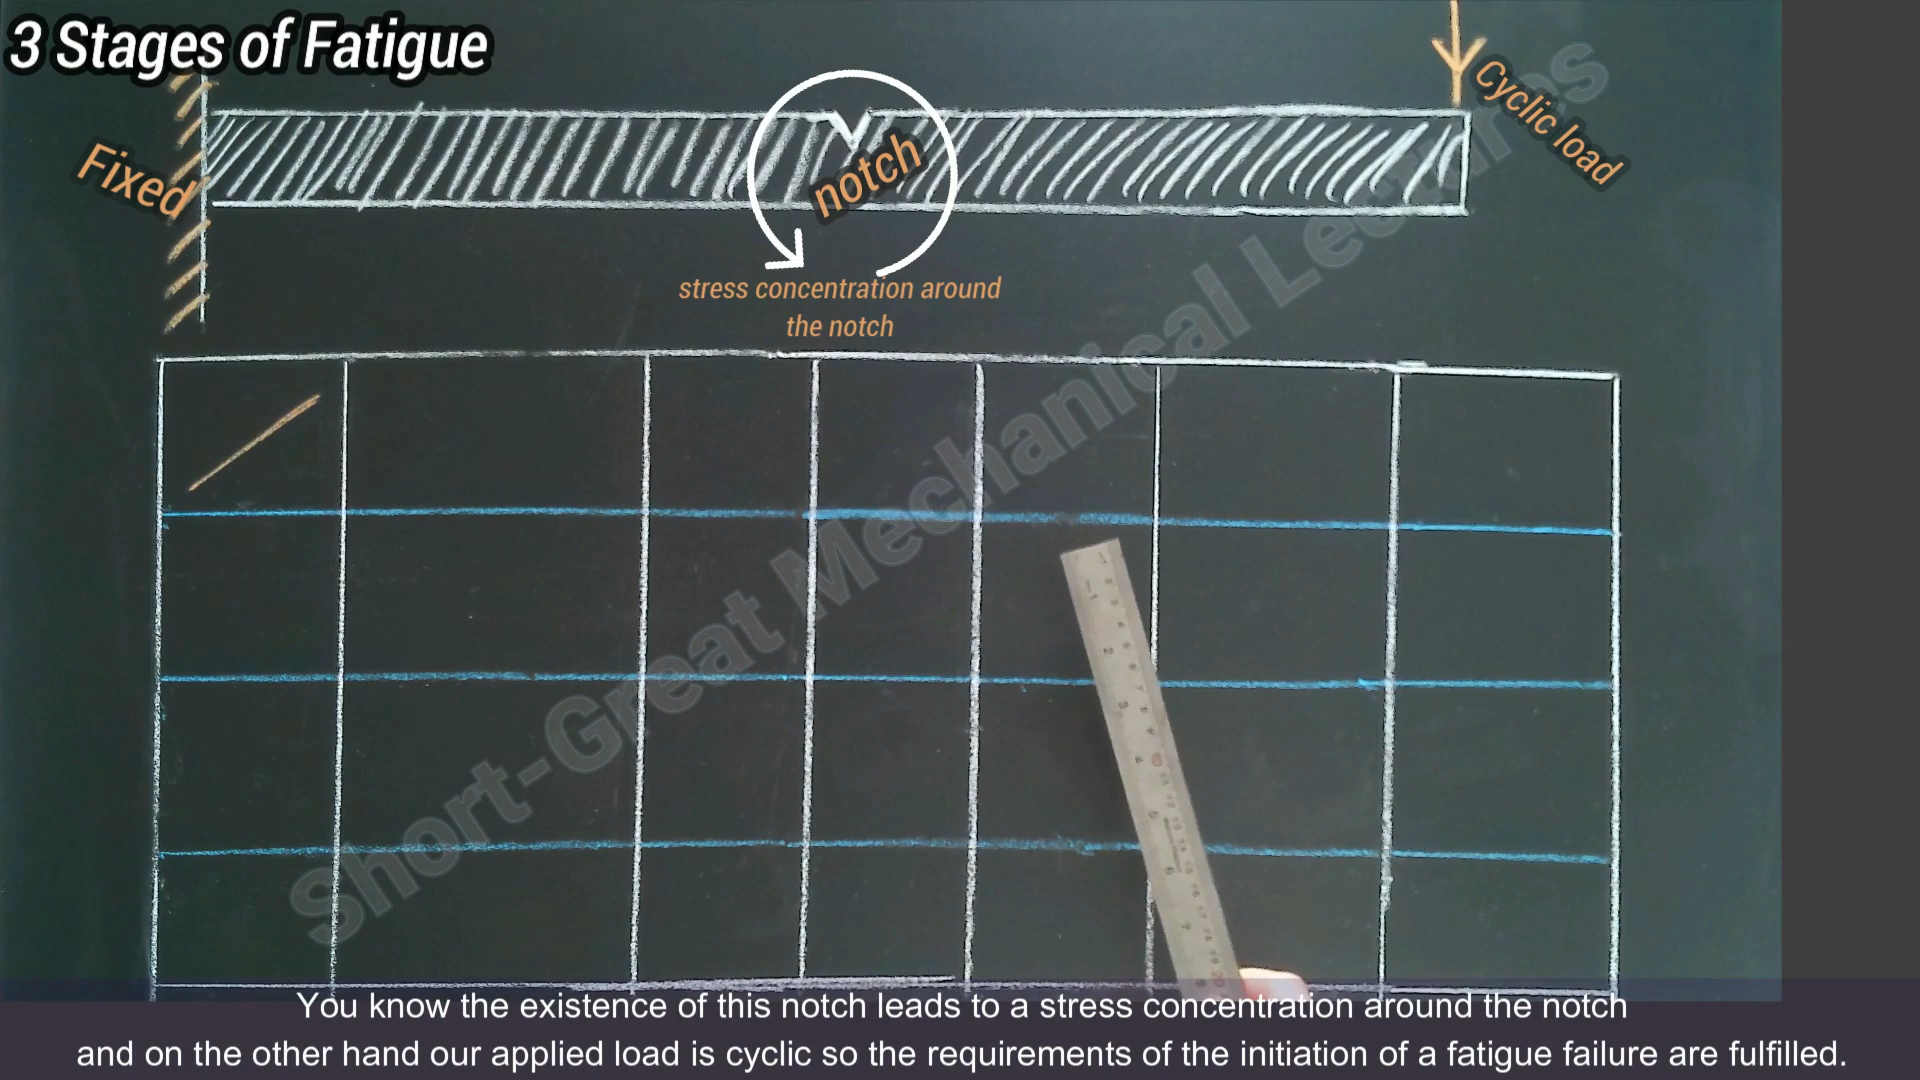 3 Stages of Fatigue
Cyclic load
Fixed
notch
stress concentration around
the notch
Short-Great Mechanical Lectures
You know the existence of this notch leads to a stress concentration around the notch
and on the other hand our applied load is cyclic so the requirements of the initiation of a fatigue failure are fulfilled.